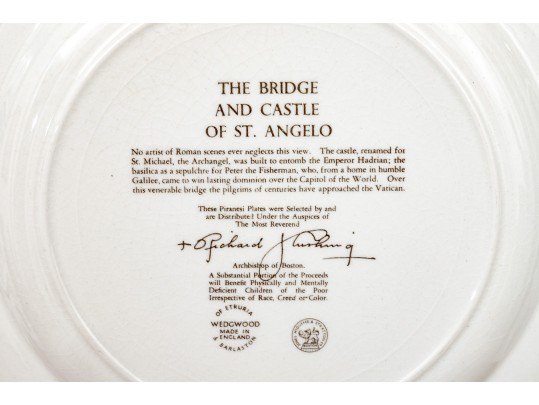 THE BRIDGE
AND CASTLE
OF ST. ANGELO
No artist of Roman scenes ever neglects this view. The castle, renamed for
St. Michael, the Archangel, was built to entomb the Emperor Hadrian; the
basilica as a sepulchre for Peter the Fisherman, who, from a home in humble
Galilee, came to win lasting dominion over the Capitol of the World. Over
this venerable bridge the pilgrims of centuries have approached the Vatican.
These Piranesi Plates were Selected by and
are Distributed Under the Auspices of
The Most Reverend
+ Richard J Cushing
Archbishop of Boston.
A Substantial Portion of the Proceeds
will Benefit Physically and Mentally
Deficient Children of the Poor
Irrespective of Race, Creed or Color.
OF ETRURIA
WEDGWOOD
MADE IN
ENGLAND
& BARLASTON